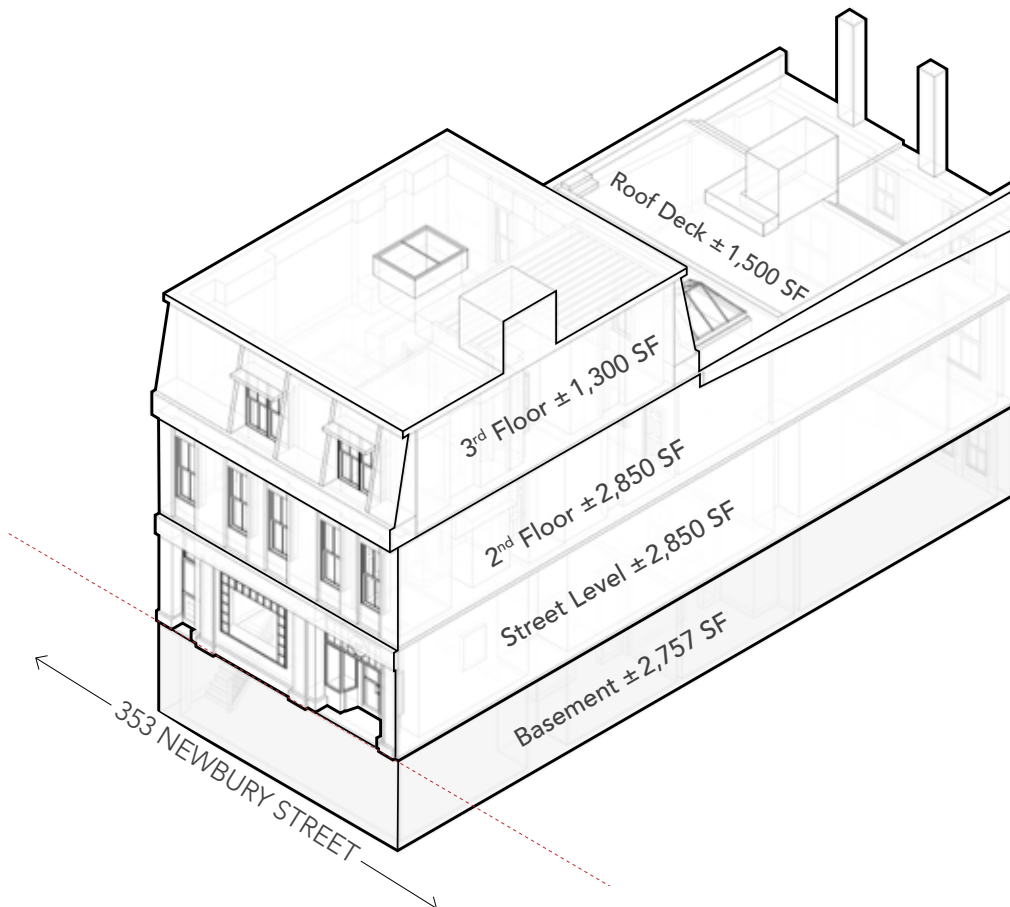 Roof Deck ±1,500 SF
3rd Floor ±1,300 SF
2nd Floor ±2,850 SF
Street Level ±2,850 SF
Basement ±2,757 SF
353 NEWBURY STREET